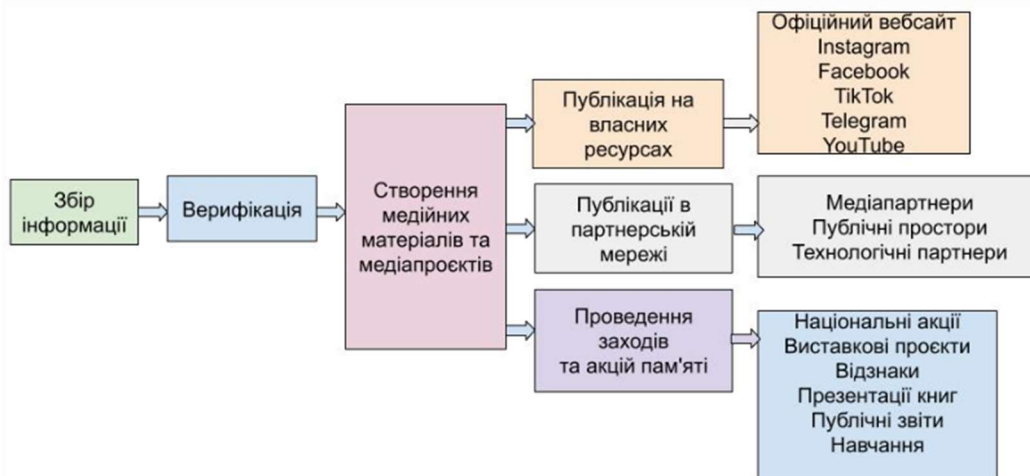 Збір
інформації
Верифікація
Створення
медійних
матеріалів та
медіапроєктів
Публікація на
власних
ресурсах
Офіційний вебсайт
Instagram
Facebook
TikTok
Telegram
YouTube
Публікації в
партнерській
мережі
Медіапартнери
Публічні простори
Технологічні партнери
Проведення
заходів
та акцій пам'яті
Національні акції
Виставкові проєкти
Відзнаки
Презентації книг
Публічні звіти
Навчання